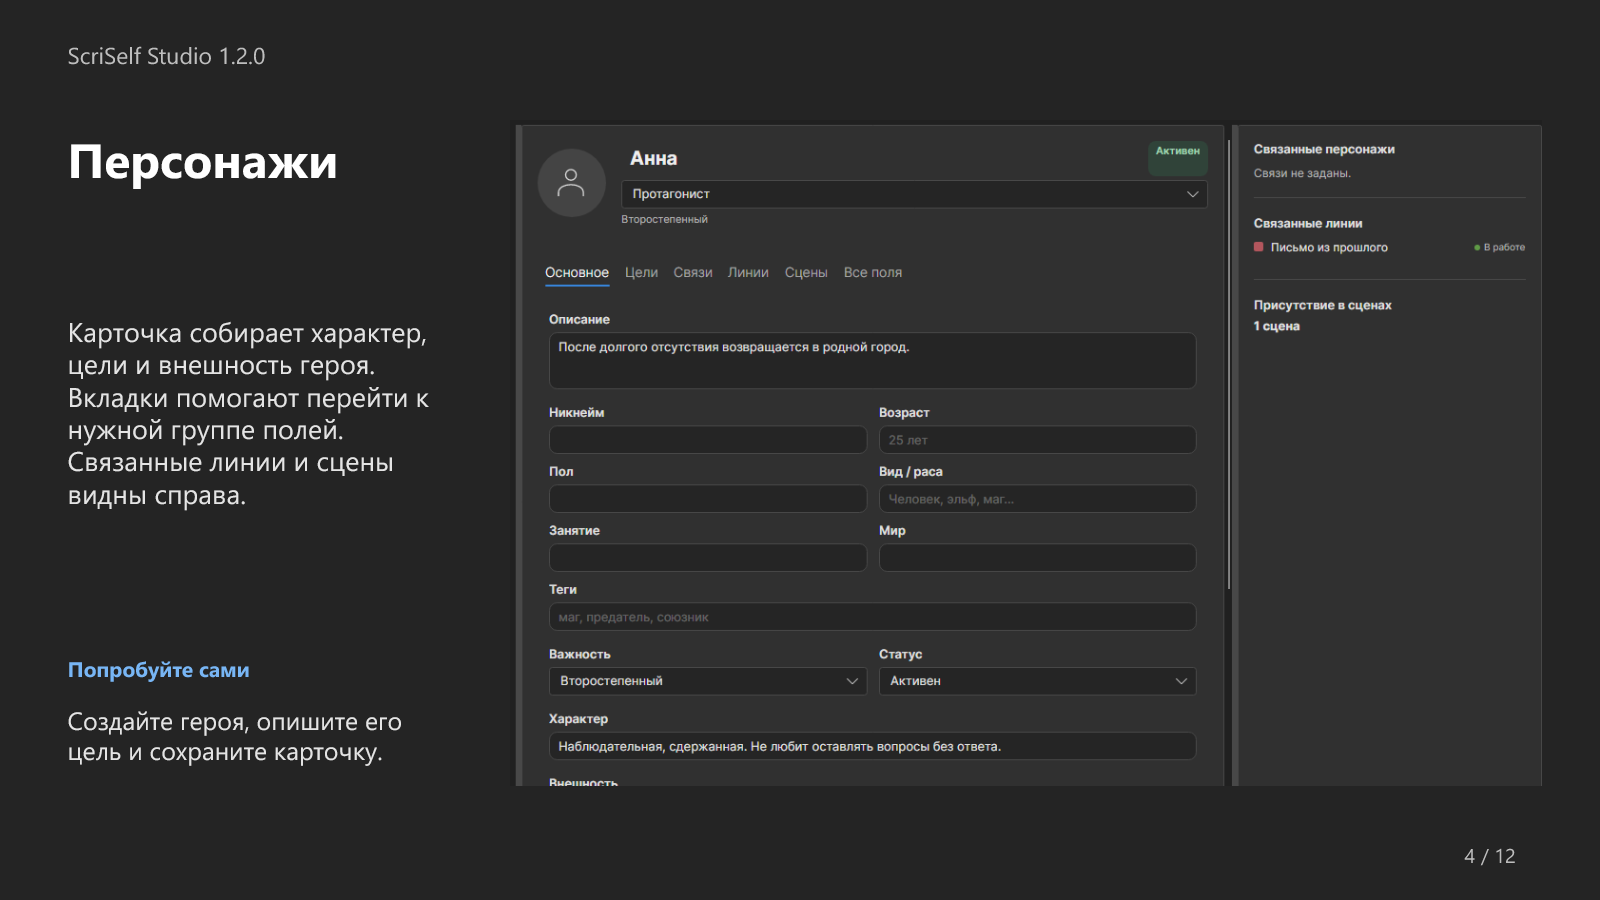 ScriSelf Studio 1.2.0
Персонажи
Карточка собирает характер,
цели и внешность героя.
Вкладки помогают перейти к
нужной группе полей.
Связанные линии и сцены
видны справа.
Попробуйте сами
Создайте героя, опишите его
цель и сохраните карточку.
Анна
Активен
Протагонист
Второстепенный
Основное Цели Связи Линии Сцены Все поля
Описание
После долгого отсутствия возвращается в родной город.
Никнейм Возраст
25 лет
Пол Вид / раса
Человек, эльф, маг...
Занятие Мир
Теги
маг, предатель, союзник
Важность Статус
Второстепенный Активен
Характер
Наблюдательная, сдержанная. Не любит оставлять вопросы без ответа.
Внешность
Связанные персонажи
Связи не заданы.
Связанные линии
Письмо из прошлого В работе
Присутствие в сценах
1 сцена
4 / 12